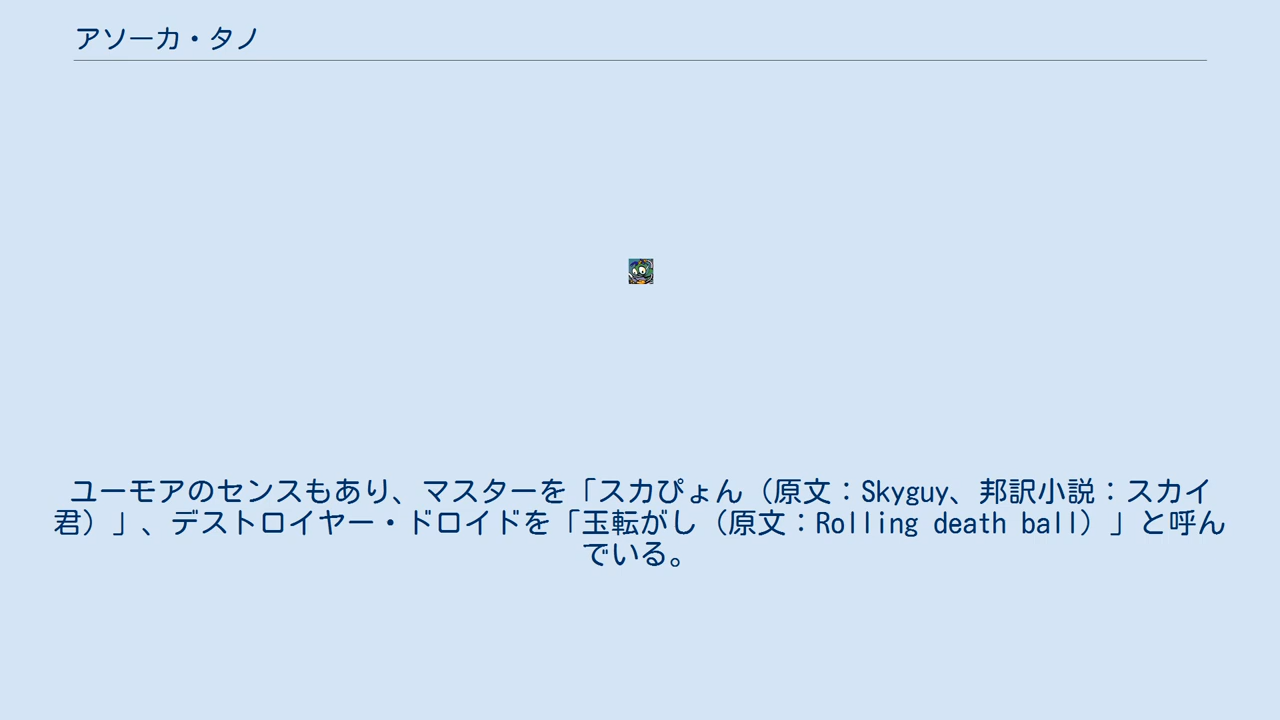 アソーカ・タノ
ユーモアのセンスもあり、マスターを「スカぴょん（原文：Skyguy、邦訳小説：スカイ
君）」、デストロイヤー・ドロイドを「玉転がし（原文：Rolling death ball）」と呼ん
でいる。